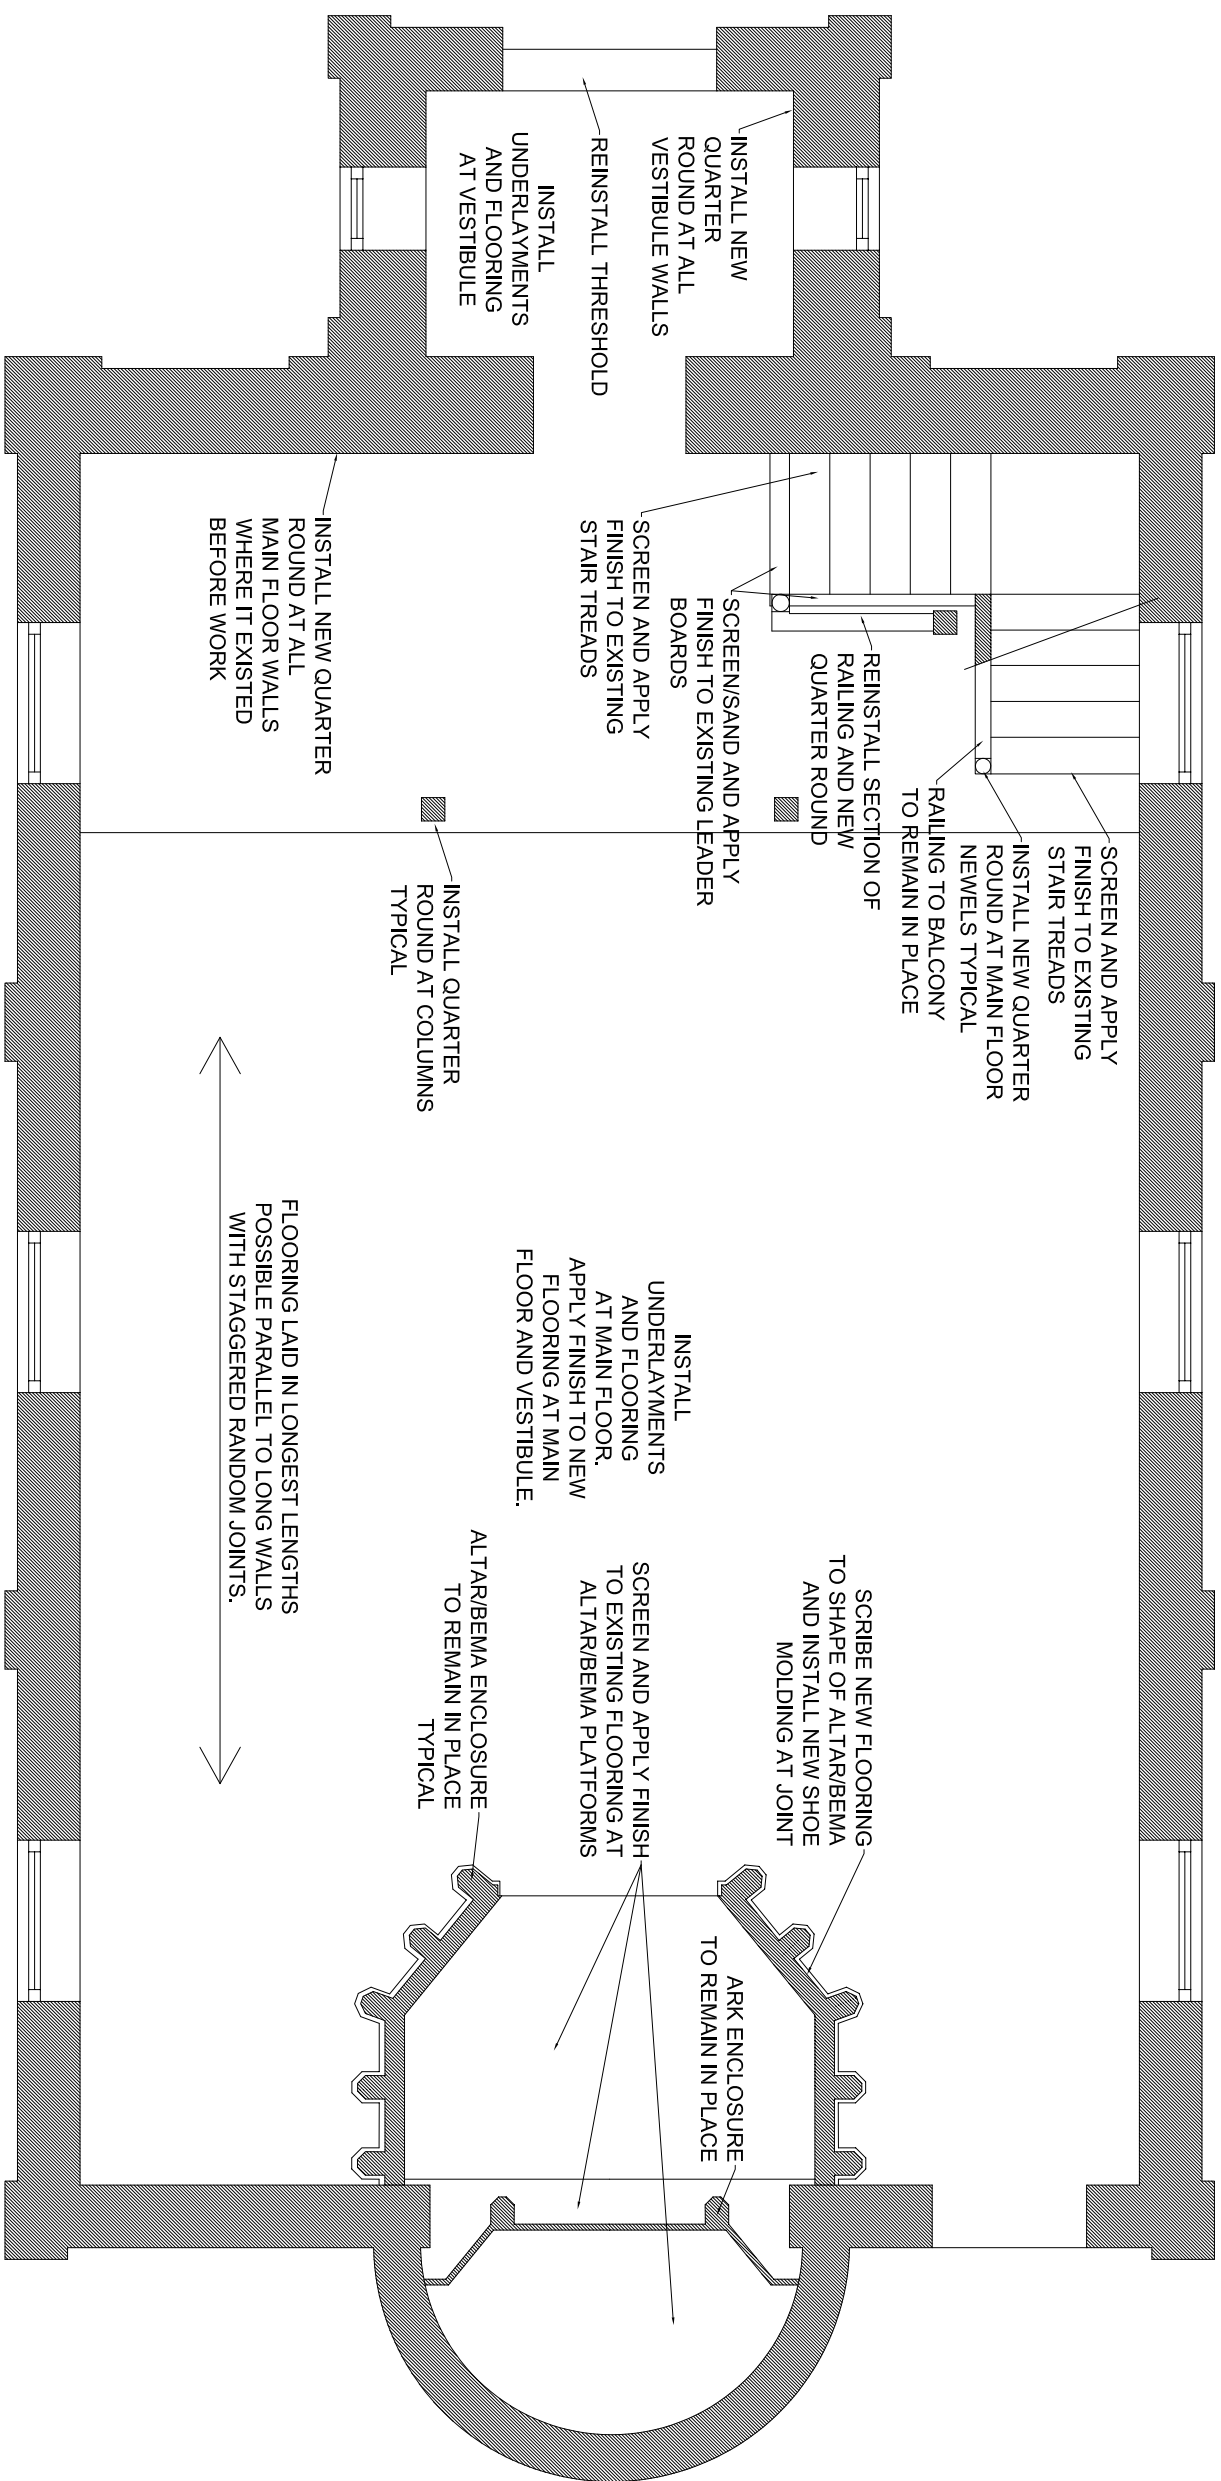 INSTALL NEW
QUARTER
ROUND AT ALL
VESTIBULE WALLS
REINSTALL THRESHOLD
INSTALL
UNDERLAYMENTS
AND FLOORING
AT VESTIBULE
SCREEN AND APPLY
FINISH TO EXISTING
STAIR TREADS
INSTALL NEW QUARTER
ROUND AT MAIN FLOOR
NEWELS TYPICAL
RAILING TO BALCONY
TO REMAIN IN PLACE
REINSTALL SECTION OF
RAILING AND NEW
QUARTER ROUND
SCREEN/SAND AND APPLY
FINISH TO EXISTING LEADER
BOARDS
SCREEN AND APPLY
FINISH TO EXISTING
STAIR TREADS
INSTALL NEW QUARTER
ROUND AT ALL
MAIN FLOOR WALLS
WHERE IT EXISTED
BEFORE WORK
INSTALL QUARTER
ROUND AT COLUMNS
TYPICAL
INSTALL
UNDERLAYMENTS
AND FLOORING
AT MAIN FLOOR.
APPLY FINISH TO NEW
FLOORING AT MAIN
FLOOR AND VESTIBULE.
FLOORING LAID IN LONGEST LENGTHS
POSSIBLE PARALLEL TO LONG WALLS
WITH STAGGERED RANDOM JOINTS.
SCRIBE NEW FLOORING
TO SHAPE OF ALTAR/BEMA
AND INSTALL NEW SHOE
MOLDING AT JOINT
SCREEN AND APPLY FINISH
TO EXISTING FLOORING AT
ALTAR/BEMA PLATFORMS
ALTAR/BEMA ENCLOSURE
TO REMAIN IN PLACE
TYPICAL
ARK ENCLOSURE
TO REMAIN IN PLACE